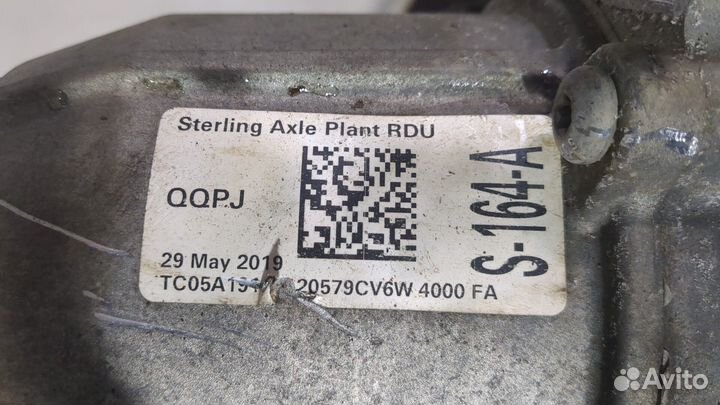 Sterling Axle Plant RDU
QQPJ
S-164-A
29 May 2019
20579CV6W 4000 FA
Avito